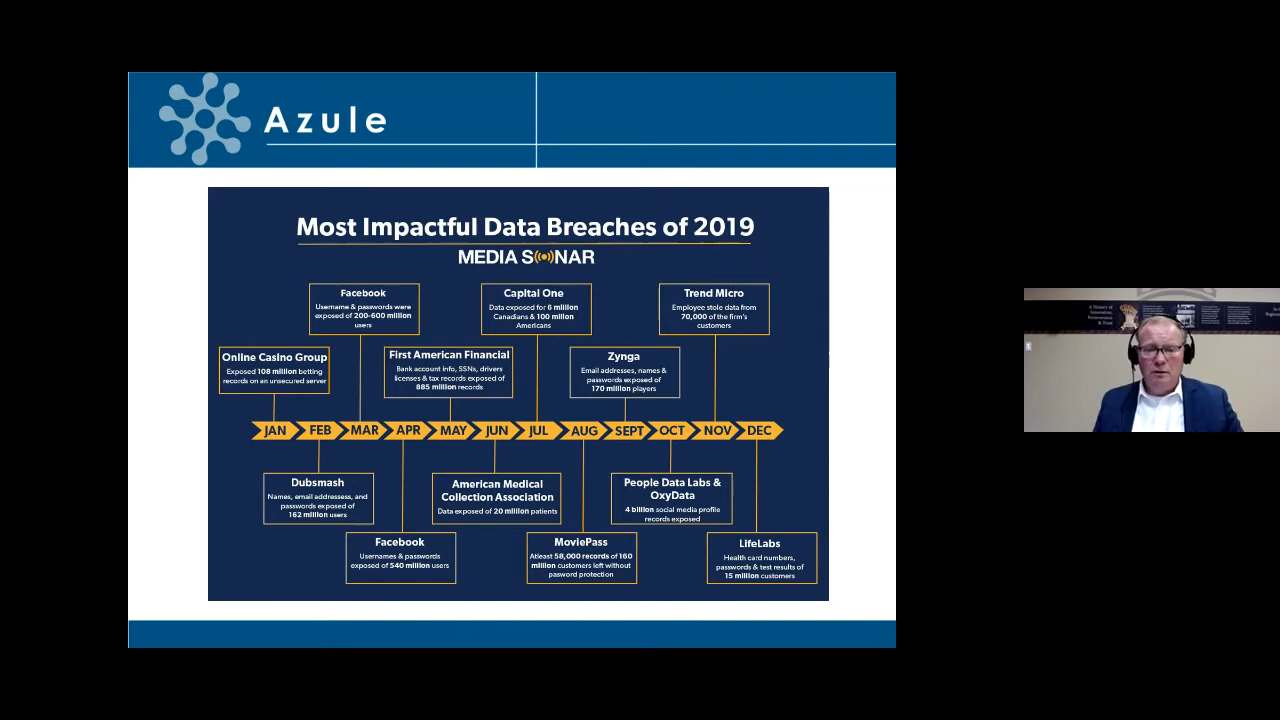 Azule
Most Impactful Data Breaches of 2019
MEDIA SONAR
Facebook
Username & passwords were
exposed of 200-600 million
users
Capital One
Data exposed for 6 million
Canadians & 100 million
Americans
Trend Micro
Employee stole data from
70,000 of the firm's
customers
Online Casino Group
Exposed 108 million betting
records on an unsecured server
First American Financial
Bank account info, SSNs, drivers
licenses & tax records exposed of
885 million records
Zynga
Email addresses, names &
passwords exposed of
170 million players
JAN FEB MAR APR MAY JUN JUL AUG SEPT OCT NOV DEC
Dubsmash
Names, email addressess, and
passwords exposed of
162 million users
American Medical
Collection Association
Data exposed of 20 million patients
People Data Labs &
OxyData
4 billion social media profile
records exposed
Facebook
Usernames & passwords
exposed of 540 million users
MoviePass
Atleast 58,000 records of 160
million customers left without
pasword protection
LifeLabs
Health card numbers,
passwords & test results of
15 million customers
A History of
Innovation,
Perseverance
& Trust